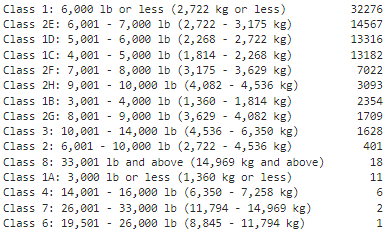 Class 1: 6,000 lb or less (2,722 kg or less) 32276
Class 2E: 6,001 - 7,000 lb (2,722 - 3,175 kg) 14567
Class 1D: 5,001 - 6,000 lb (2,268 - 2,722 kg) 13316
Class 1C: 4,001 - 5,000 lb (1,814 - 2,268 kg) 13182
Class 2F: 7,001 - 8,000 lb (3,175 - 3,629 kg) 7022
Class 2H: 9,001 - 10,000 lb (4,082 - 4,536 kg) 3093
Class 1B: 3,001 - 4,000 lb (1,360 - 1,814 kg) 2354
Class 2G: 8,001 - 9,000 lb (3,629 - 4,082 kg) 1709
Class 3: 10,001 - 14,000 lb (4,536 - 6,350 kg) 1628
Class 2: 6,001 - 10,000 lb (2,722 - 4,536 kg) 401
Class 8: 33,001 lb and above (14,969 kg and above) 18
Class 1A: 3,000 lb or less (1,360 kg or less) 11
Class 4: 14,001 - 16,000 lb (6,350 - 7,258 kg) 6
Class 7: 26,001 - 33,000 lb (11,794 - 14,969 kg) 2
Class 6: 19,501 - 26,000 lb (8,845 - 11,794 kg) 1